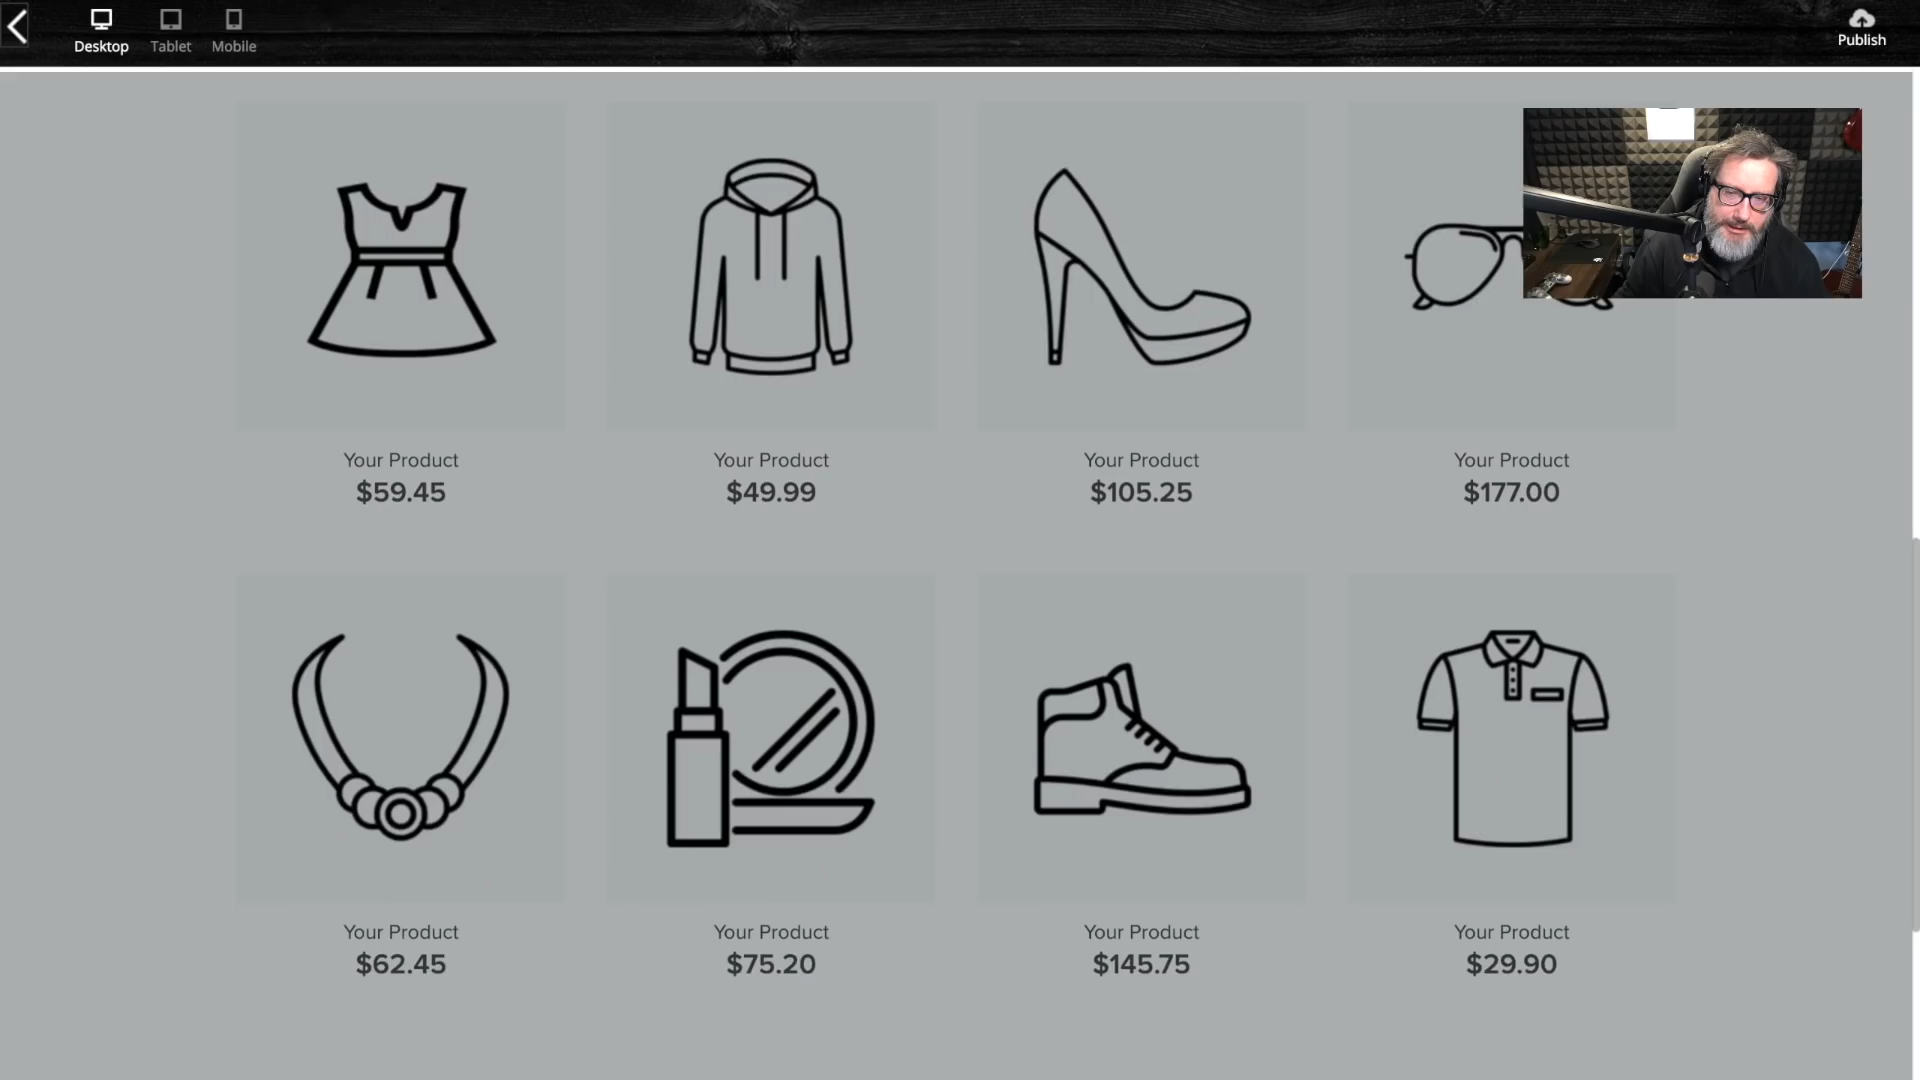 Desktop
Tablet
Mobile
Publish
Your Product
$59.45
Your Product
$49.99
Your Product
$105.25
Your Product
$177.00
Your Product
$62.45
Your Product
$75.20
Your Product
$145.75
Your Product
$29.90